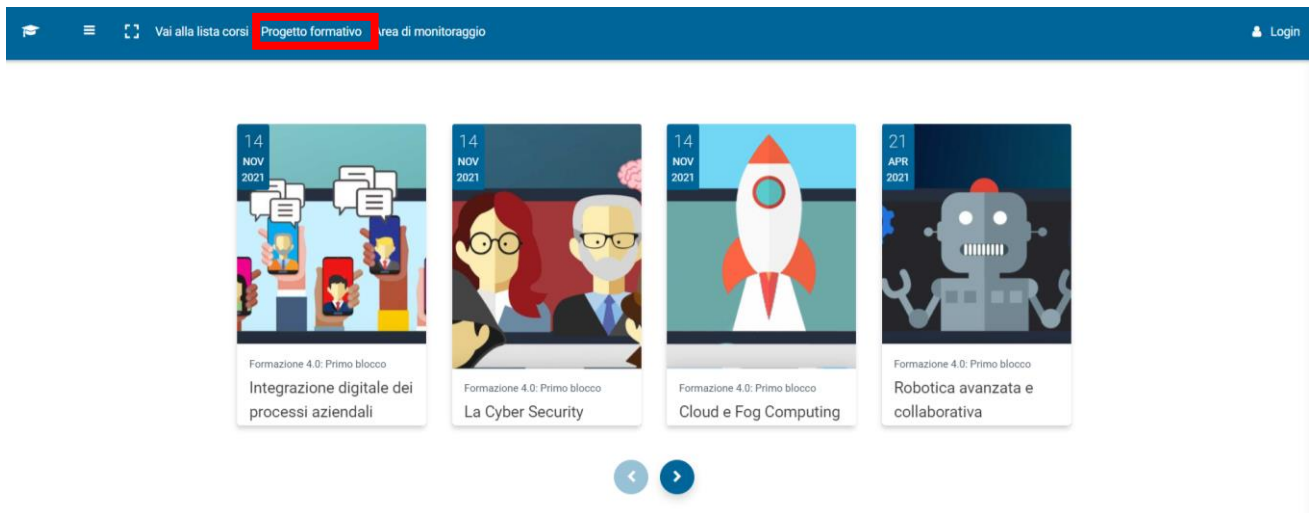 Vai alla lista corsi Progetto formativo Area di monitoraggio Login
14
NOV
2021
Formazione 4.0: Primo blocco
Integrazione digitale dei
processi aziendali
14
NOV
2021
Formazione 4.0: Primo blocco
La Cyber Security
14
NOV
2021
Formazione 4.0: Primo blocco
Cloud e Fog Computing
21
APR
2021
Formazione 4.0: Primo blocco
Robotica avanzata e
collaborativa